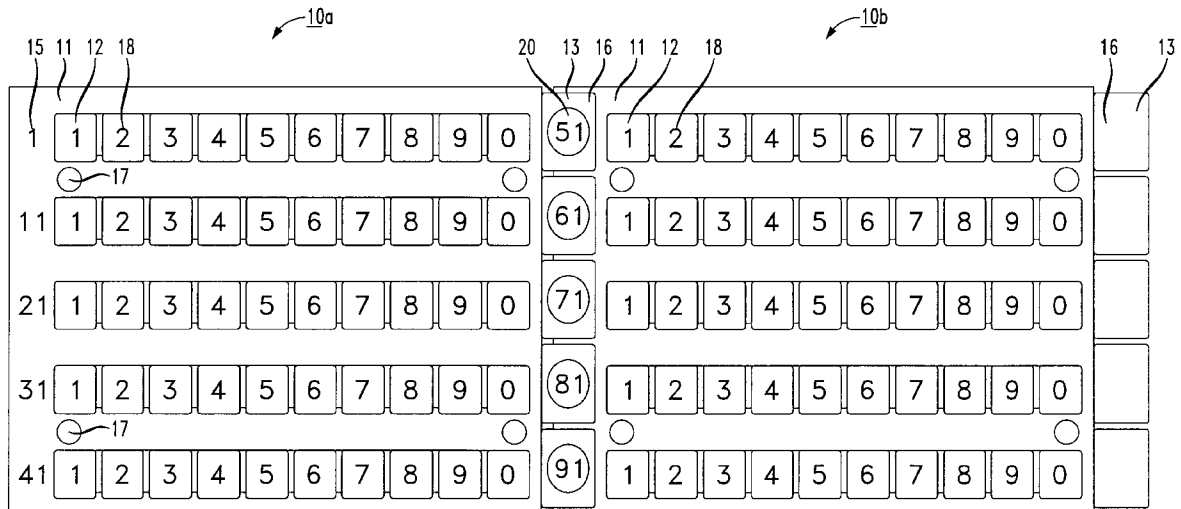 10a 10b
15 11 12 18 20 13 16 11 12 18 16 13
1 1 2 3 4 5 6 7 8 9 0 51 1 2 3 4 5 6 7 8 9 0
17
11 1 2 3 4 5 6 7 8 9 0 61 1 2 3 4 5 6 7 8 9 0
21 1 2 3 4 5 6 7 8 9 0 71 1 2 3 4 5 6 7 8 9 0
31 1 2 3 4 5 6 7 8 9 0 81 1 2 3 4 5 6 7 8 9 0
17
41 1 2 3 4 5 6 7 8 9 0 91 1 2 3 4 5 6 7 8 9 0